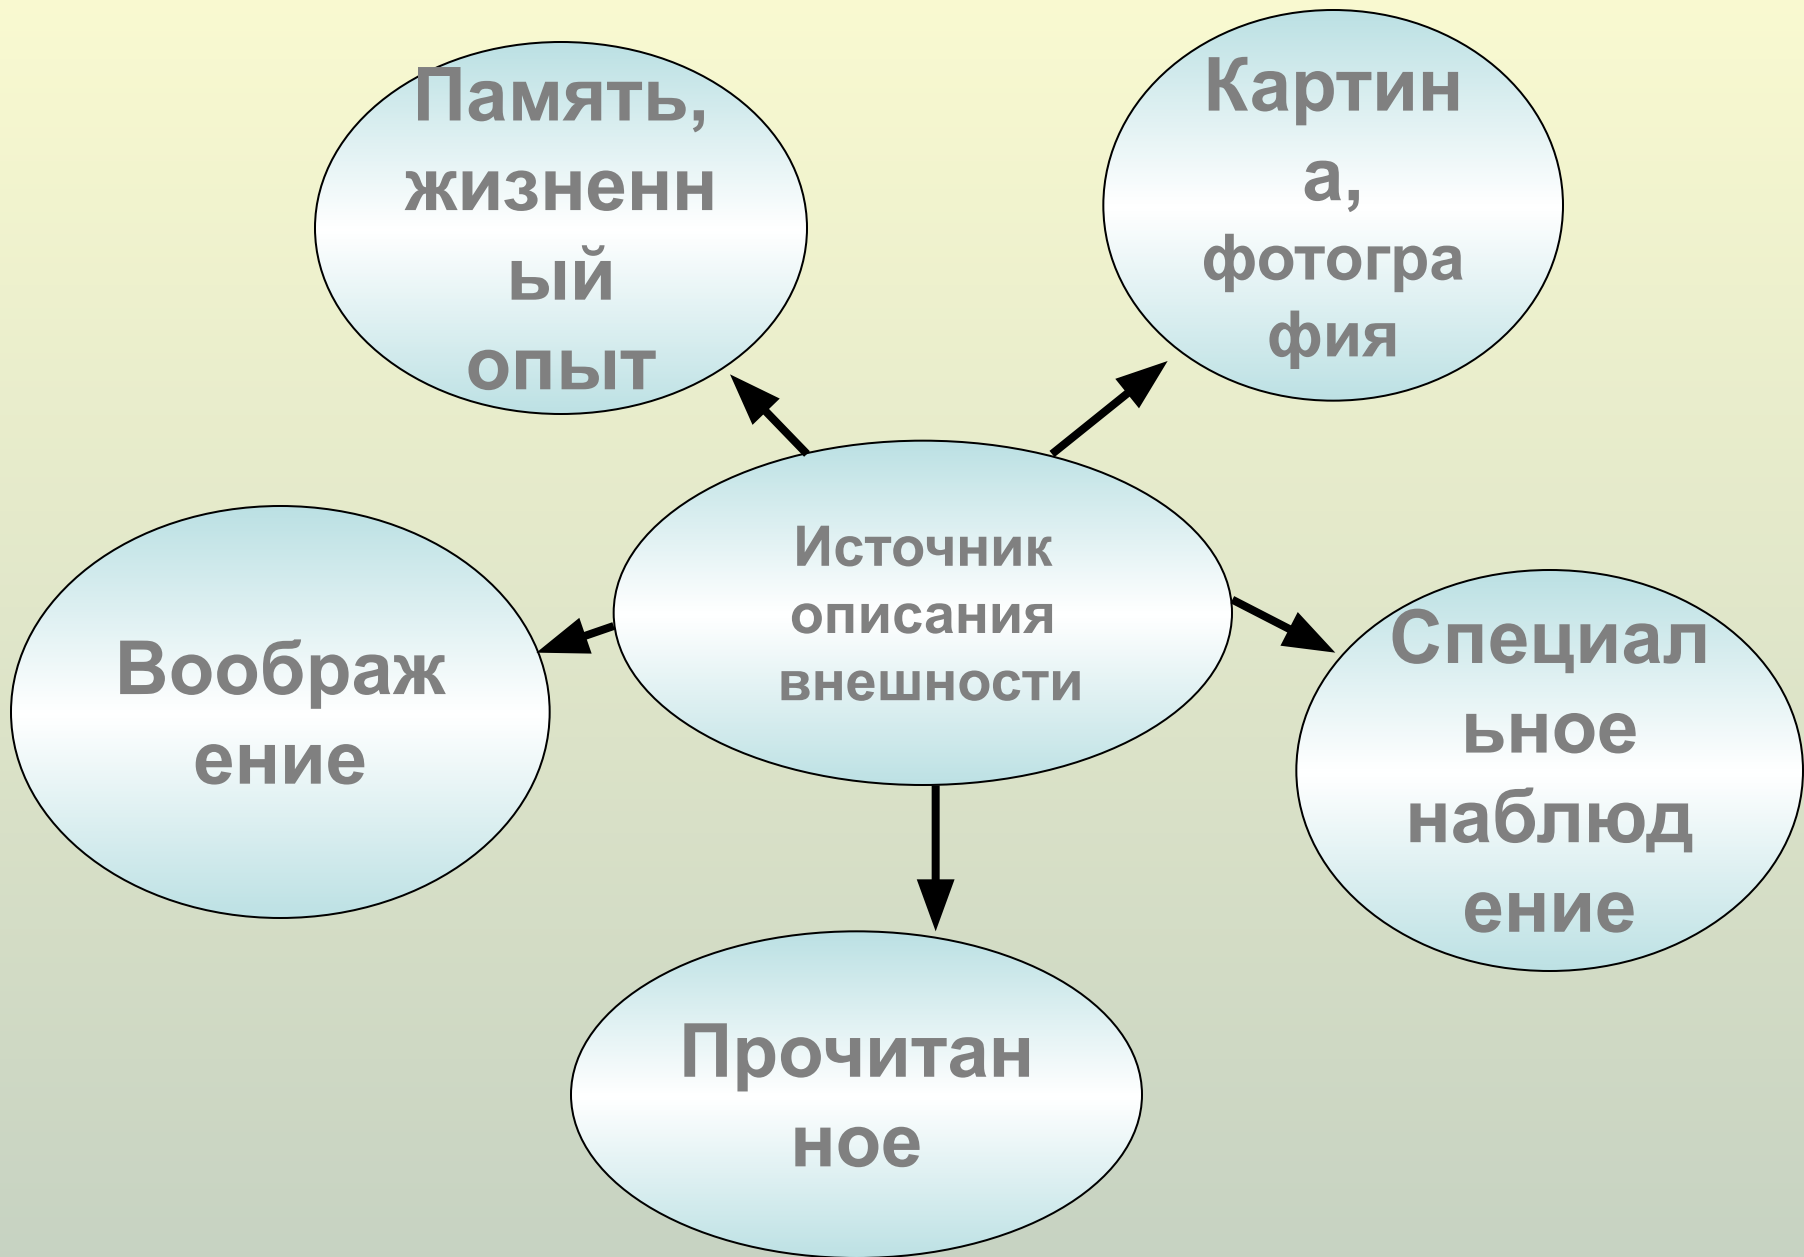 Память,
жизненн
ый
опыт
Картин
а,
фотогра
фия
Источник
описания
внешности
Воображ
ение
Специал
ьное
наблюд
ение
Прочитан
ное